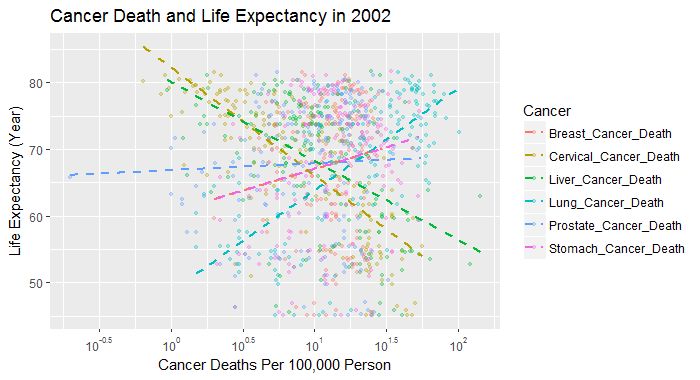 Cancer Death and Life Expectancy in 2002
Life Expectancy (Year)
80
70
60
50
10^-0.5
10^0
10^0.5
10^1
10^1.5
10^2
Cancer Deaths Per 100,000 Person
Cancer
Breast_Cancer_Death
Cervical_Cancer_Death
Liver_Cancer_Death
Lung_Cancer_Death
Prostate_Cancer_Death
Stomach_Cancer_Death